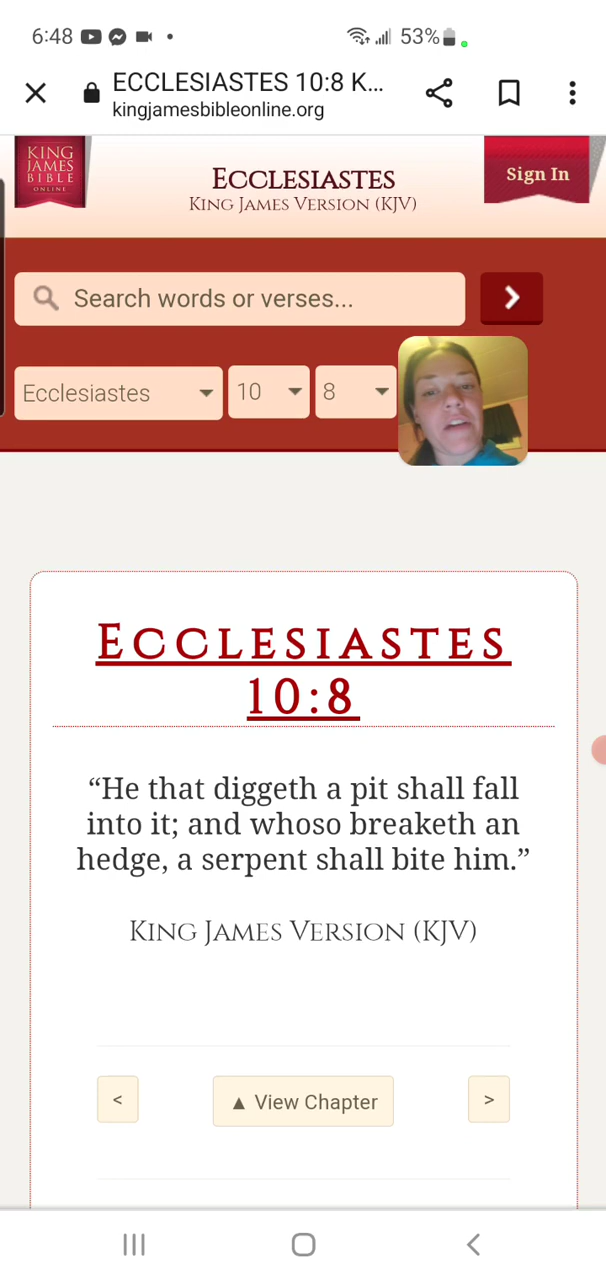 6:48
53%
ECCLESIASTES 10:8 K...
kingjamesbibleonline.org
KING
JAMES
BIBLE
ONLINE
ECCLESIASTES
KING JAMES VERSION (KJV)
Sign In
Search words or verses...
Ecclesiastes
10
8
ECCLESIASTES
10:8
“He that diggeth a pit shall fall
into it; and whoso breaketh an
hedge, a serpent shall bite him.”
KING JAMES VERSION (KJV)
<
▲ View Chapter
>